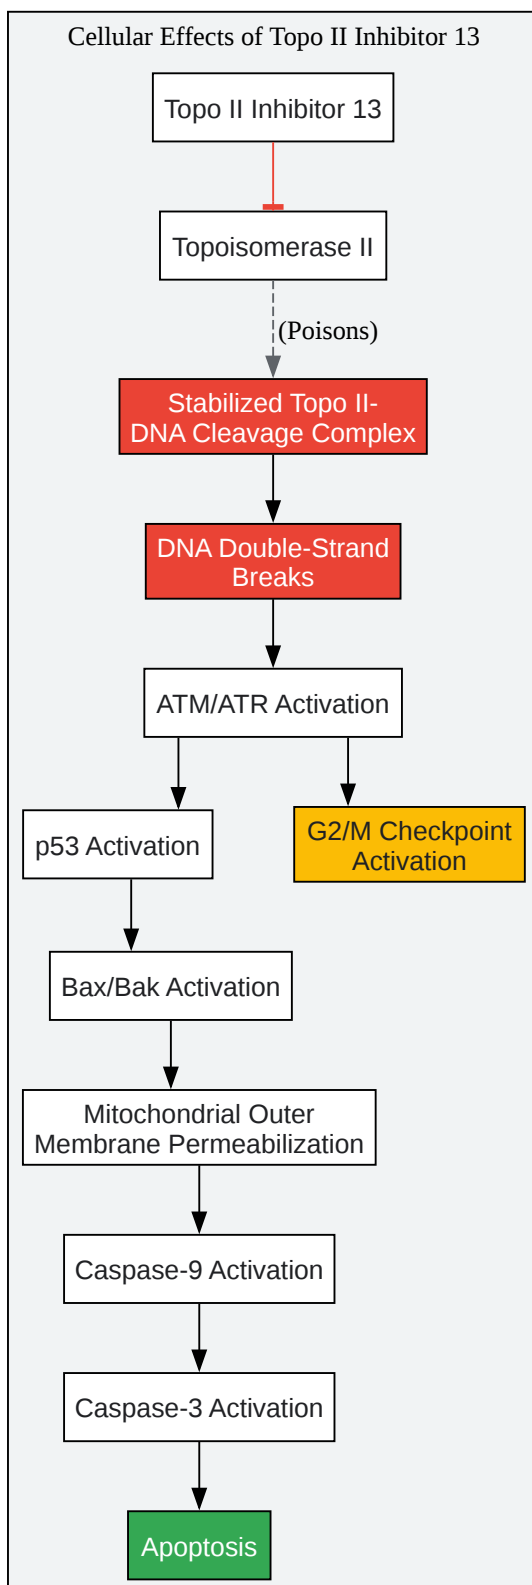 Cellular Effects of Topo II Inhibitor 13
Topo II Inhibitor 13
Topoisomerase II
(Poisons)
Stabilized Topo II-
DNA Cleavage Complex
DNA Double-Strand
Breaks
ATM/ATR Activation
p53 Activation
G2/M Checkpoint
Activation
Bax/Bak Activation
Mitochondrial Outer
Membrane Permeabilization
Caspase-9 Activation
Caspase-3 Activation
Apoptosis